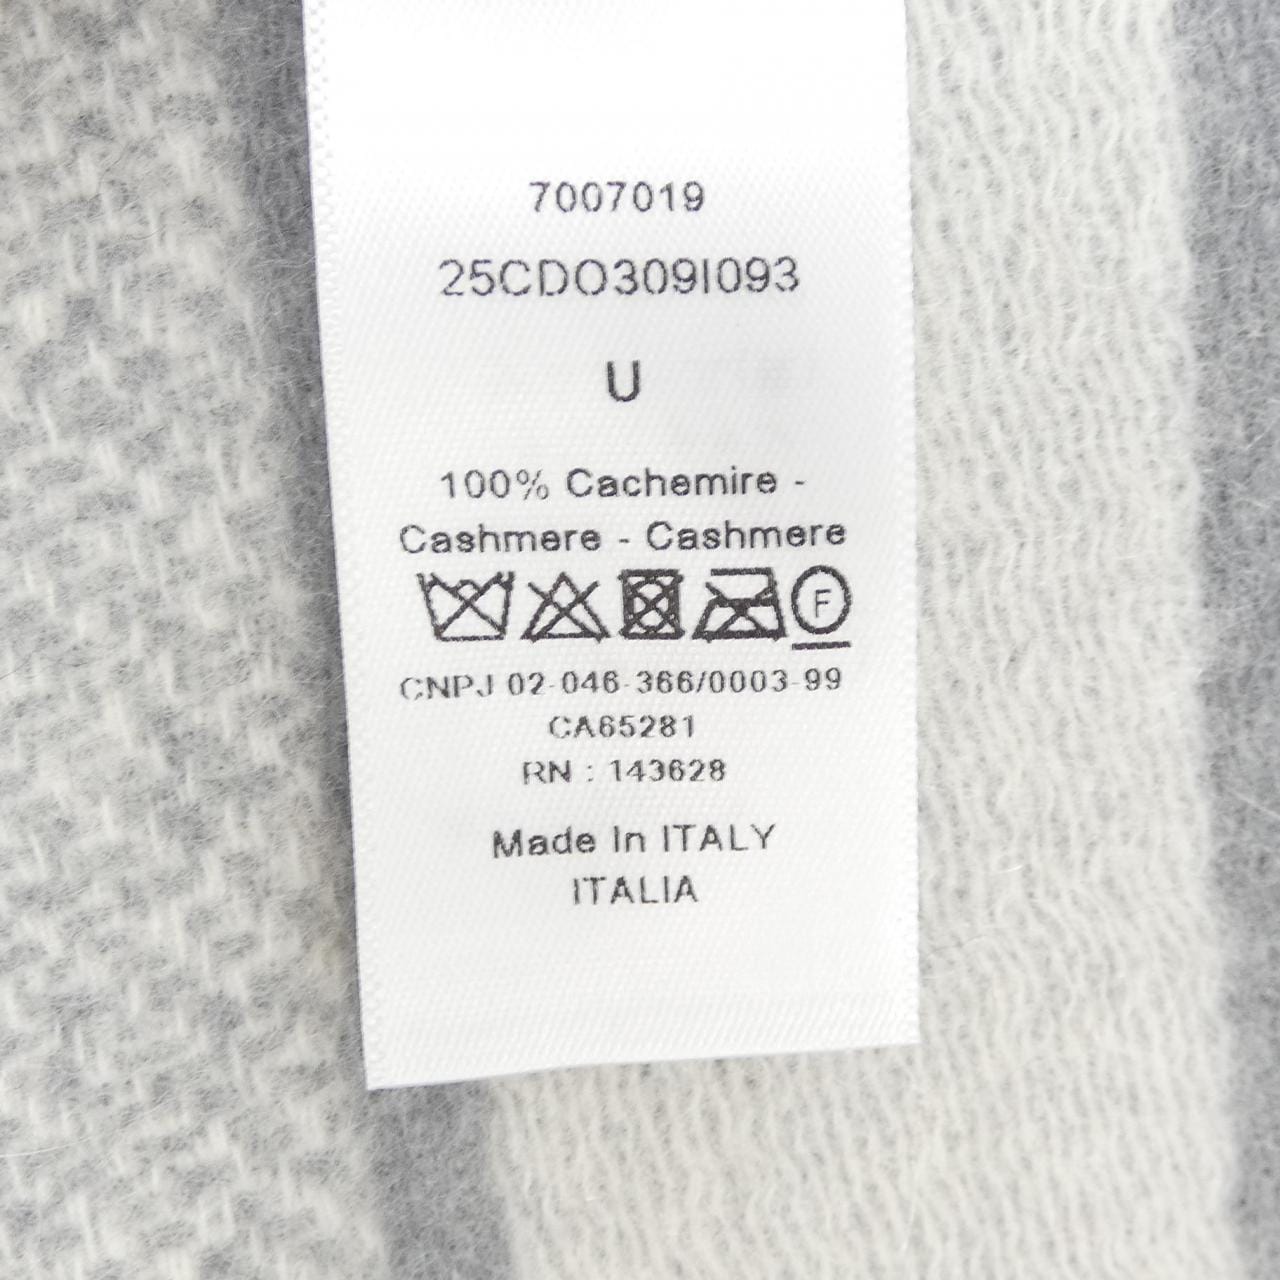 7007019
25CDO309I093
U
100% Cachemire -
Cashmere - Cashmere
F
CNPJ 02-046-366/0003-99
CA65281
RN : 143628
Made In ITALY
ITALIA